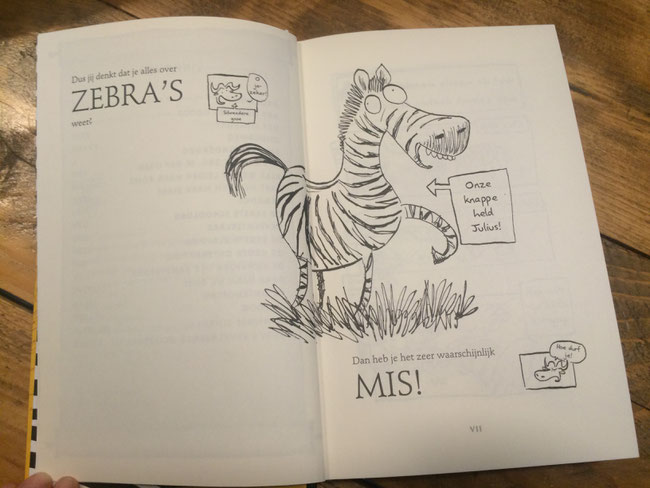 Dus jij denkt dat je alles over
ZEBRA'S
weet?
Onze
knappe
held
Julius!
Dan heb je het zeer waarschijnlijk
MIS!
Hoe durf
je!
VII